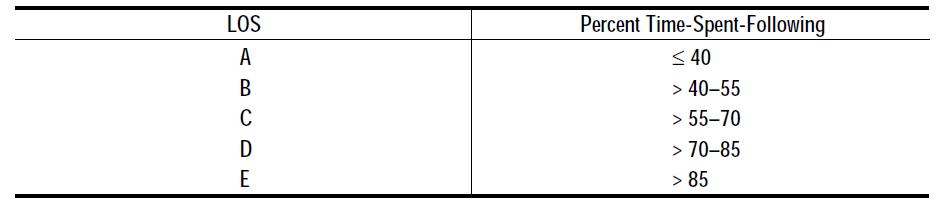 LOS Percent Time-Spent-Following
A ≤ 40
B > 40–55
C > 55–70
D > 70–85
E > 85